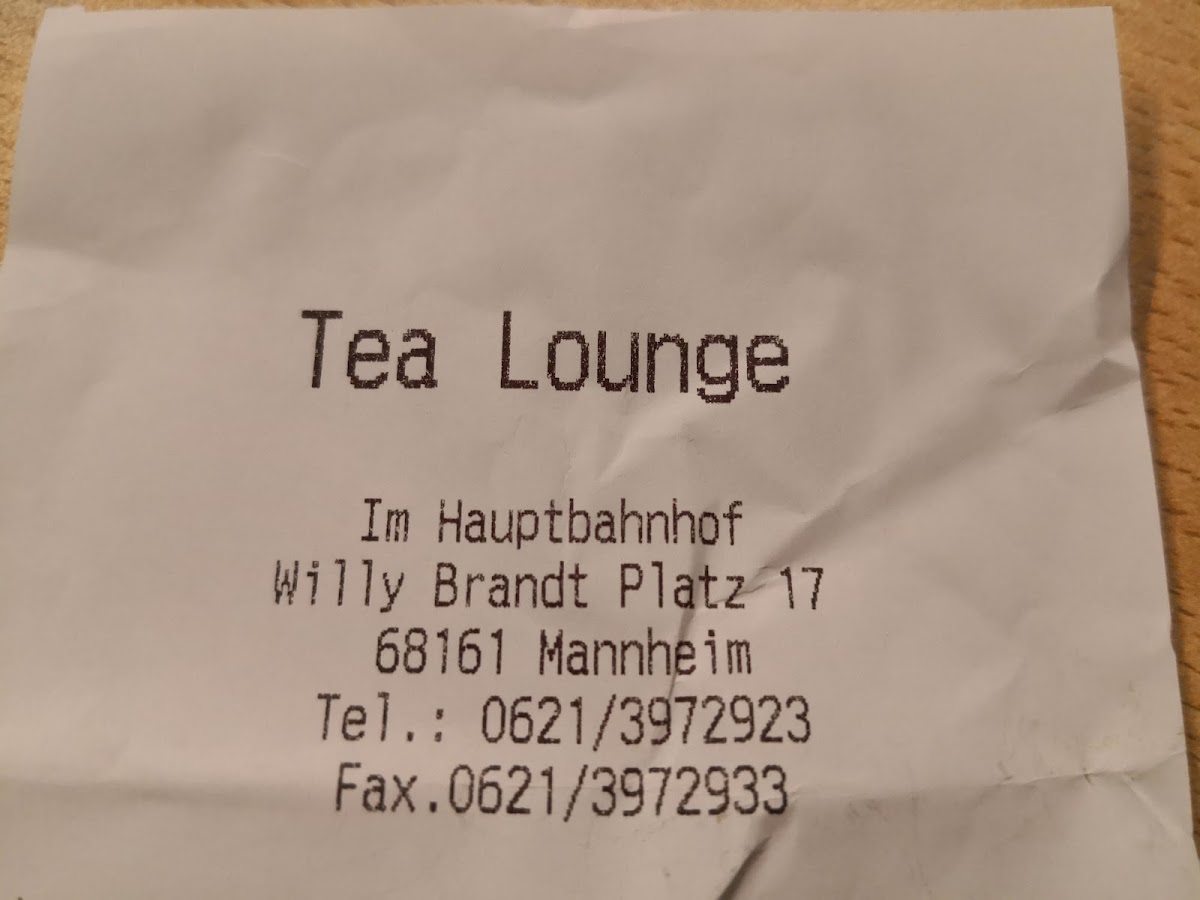 Tea Lounge
Im Hauptbahnhof
Willy Brandt Platz 17
68161 Mannheim
Tel.: 0621/3972923
Fax.0621/3972933